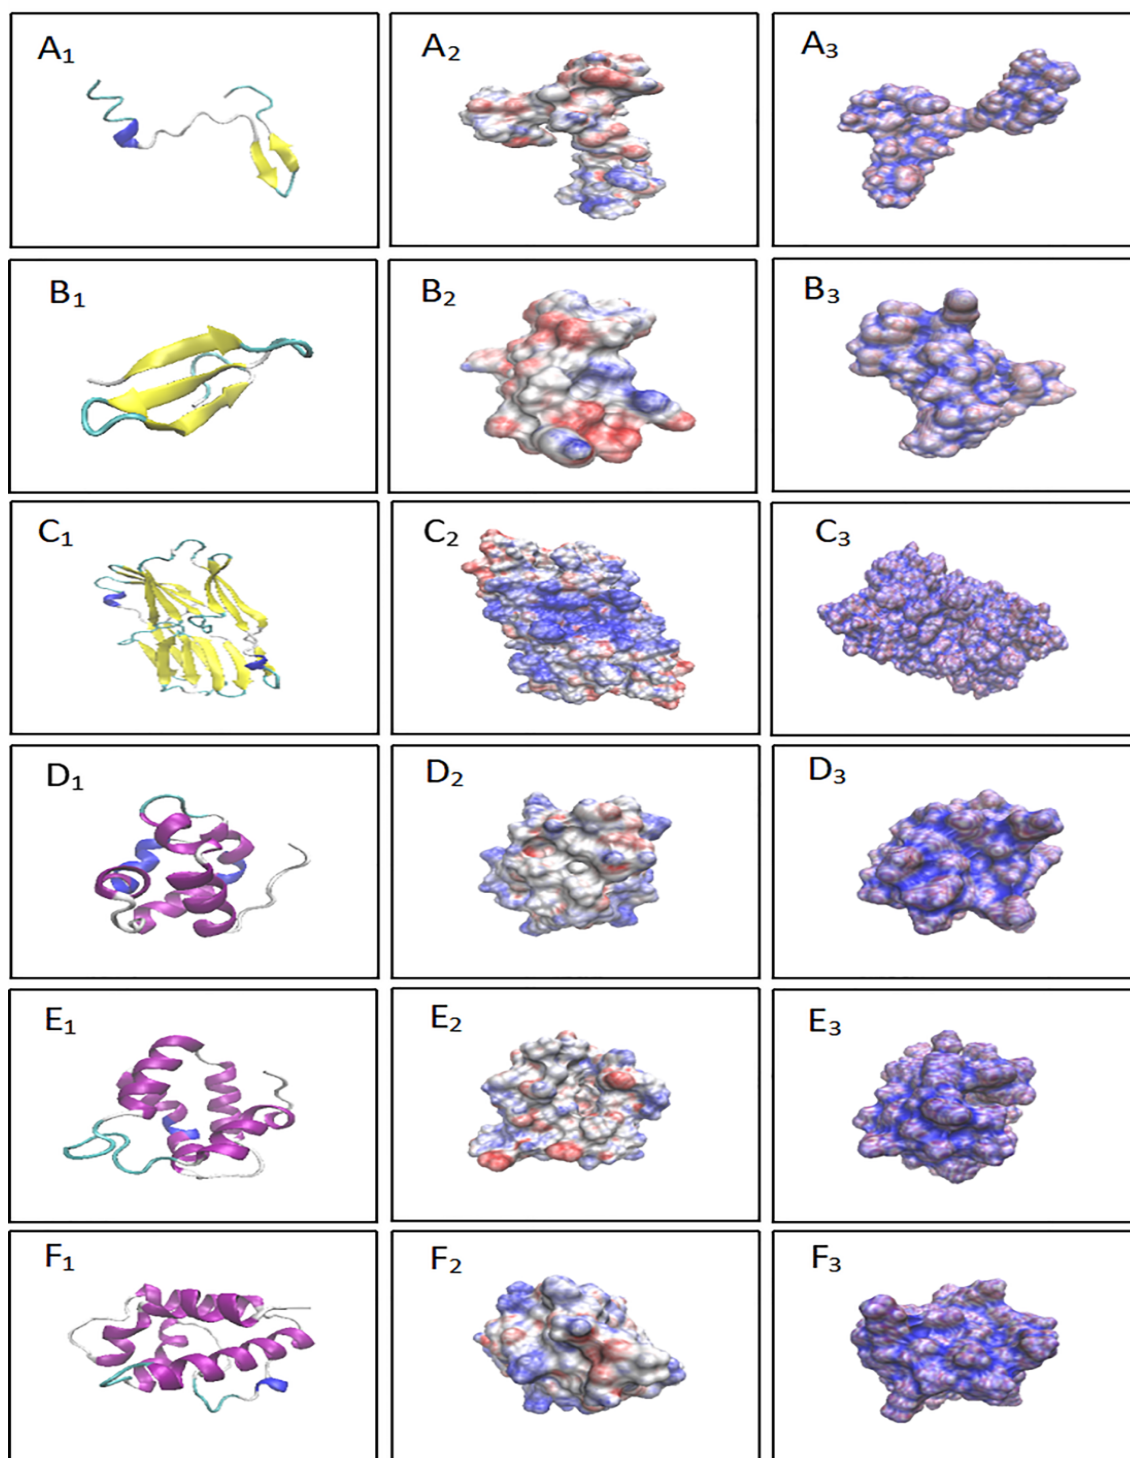 A₁ A₂ A₃
B₁ B₂ B₃
C₁ C₂ C₃
D₁ D₂ D₃
E₁ E₂ E₃
F₁ F₂ F₃